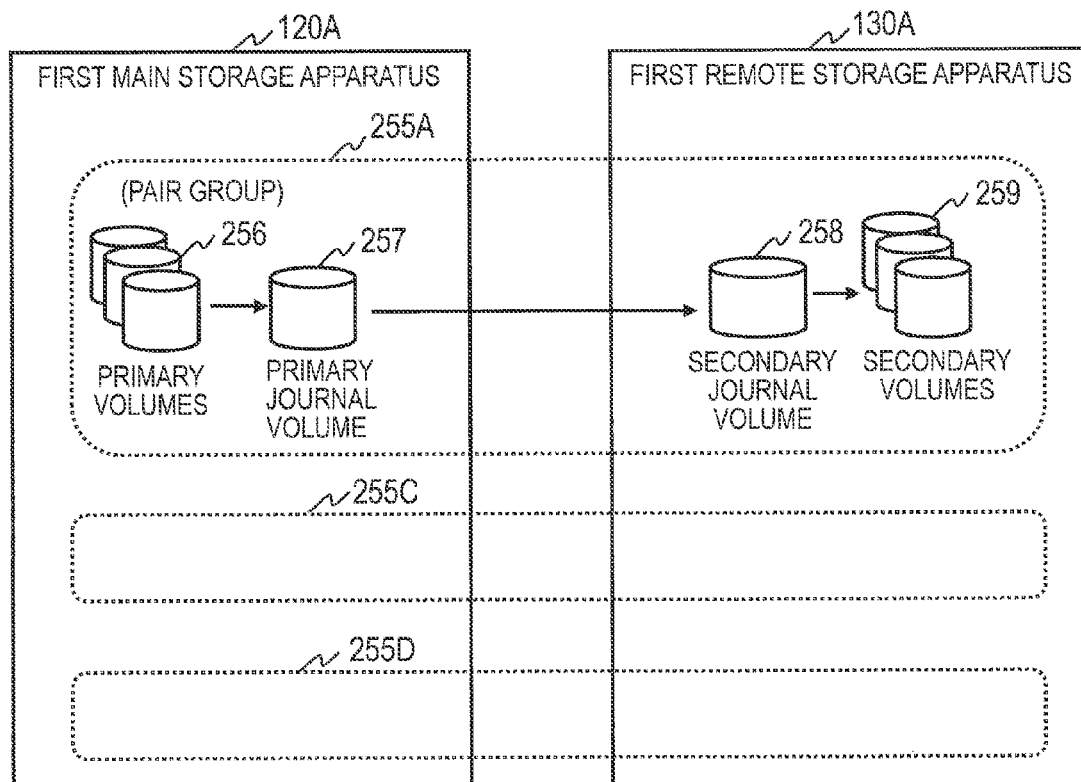 120A
130A
FIRST MAIN STORAGE APPARATUS
FIRST REMOTE STORAGE APPARATUS
255A
(PAIR GROUP)
256
257
258
259
PRIMARY
VOLUMES
PRIMARY
JOURNAL
VOLUME
SECONDARY
JOURNAL
VOLUME
SECONDARY
VOLUMES
255C
255D